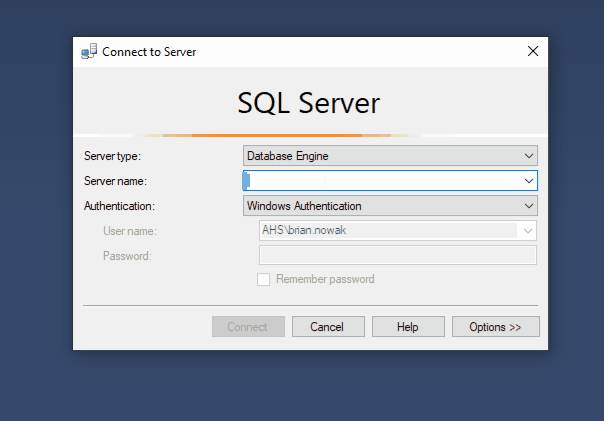 Connect to Server
SQL Server
Server type: Database Engine
Server name:
Authentication: Windows Authentication
User name: AHS\brian.nowak
Password:
Remember password
Connect Cancel Help Options >>